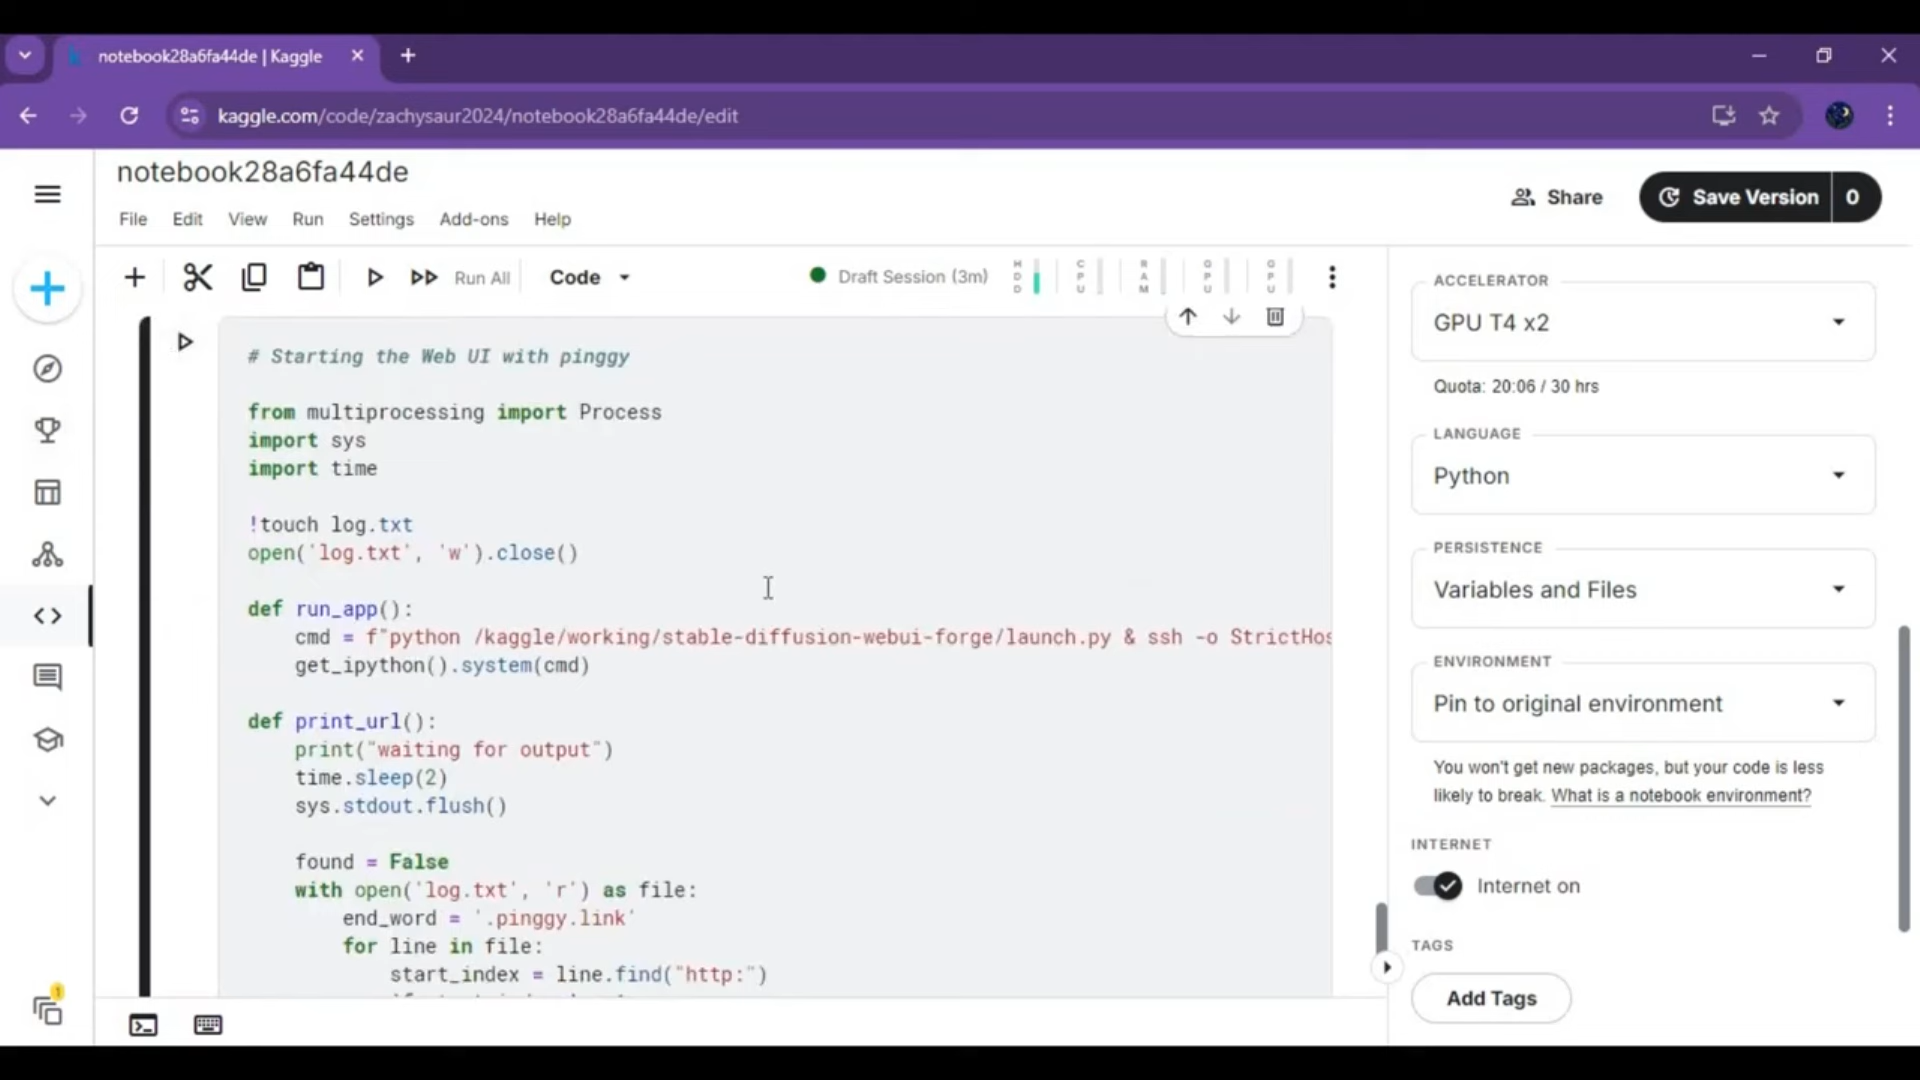 notebook28a6fa44de | Kaggle
kaggle.com/code/zachysaur2024/notebook28a6fa44de/edit
notebook28a6fa44de
File Edit View Run Settings Add-ons Help
Share
Save Version 0
Run All
Code
Draft Session (3m)
HDD
CPU
RAM
GPU
GPU
# Starting the Web UI with pinggy
from multiprocessing import Process
import sys
import time
!touch log.txt
open('log.txt', 'w').close()
def run_app():
    cmd = f"python /kaggle/working/stable-diffusion-webui-forge/launch.py & ssh -o StrictHos
    get_ipython().system(cmd)
def print_url():
    print("waiting for output")
    time.sleep(2)
    sys.stdout.flush()
    found = False
    with open('log.txt', 'r') as file:
        end_word = '.pinggy.link'
        for line in file:
            start_index = line.find("http:")
ACCELERATOR
GPU T4 x2
Quota: 20:06 / 30 hrs
LANGUAGE
Python
PERSISTENCE
Variables and Files
ENVIRONMENT
Pin to original environment
You won't get new packages, but your code is less
likely to break. What is a notebook environment?
INTERNET
Internet on
TAGS
Add Tags
1